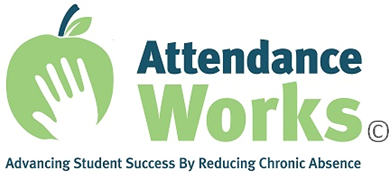 Attendance
Works©
Advancing Student Success By Reducing Chronic Absence